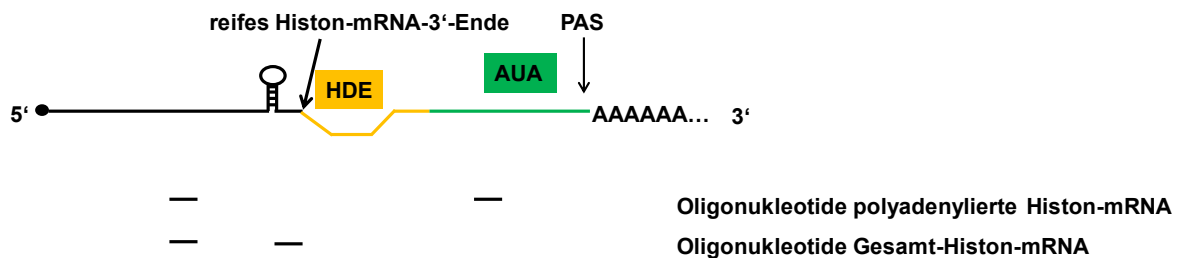 reifes Histon-mRNA-3‘-Ende PAS
HDE AUA
5‘ AAAAAA... 3‘
Oligonukleotide polyadenylierte Histon-mRNA
Oligonukleotide Gesamt-Histon-mRNA